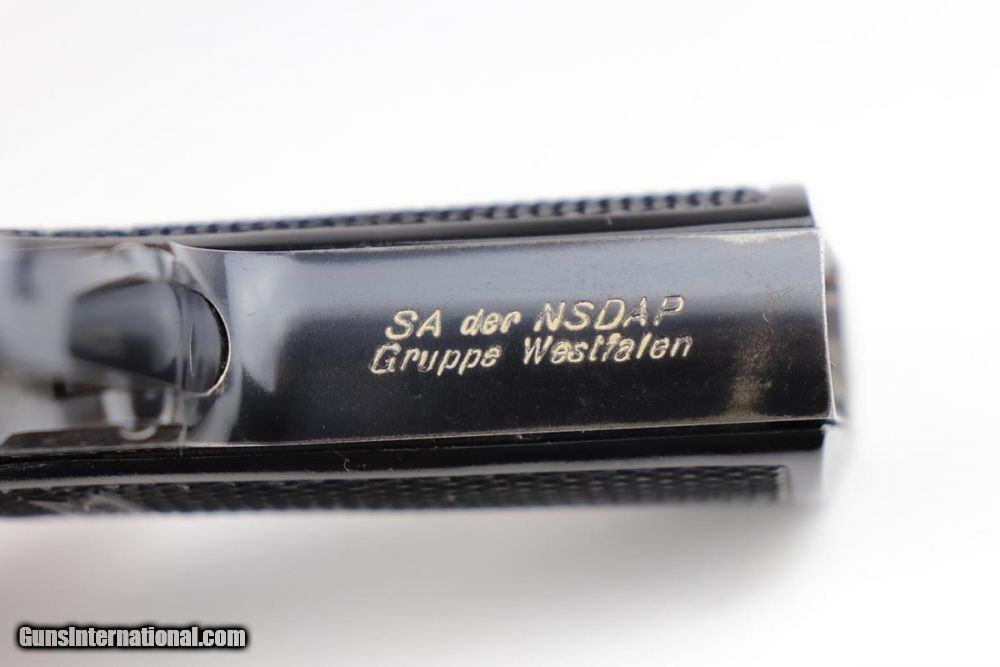 SA der NSDAP
Gruppe Westfalen
GunsInternational.com